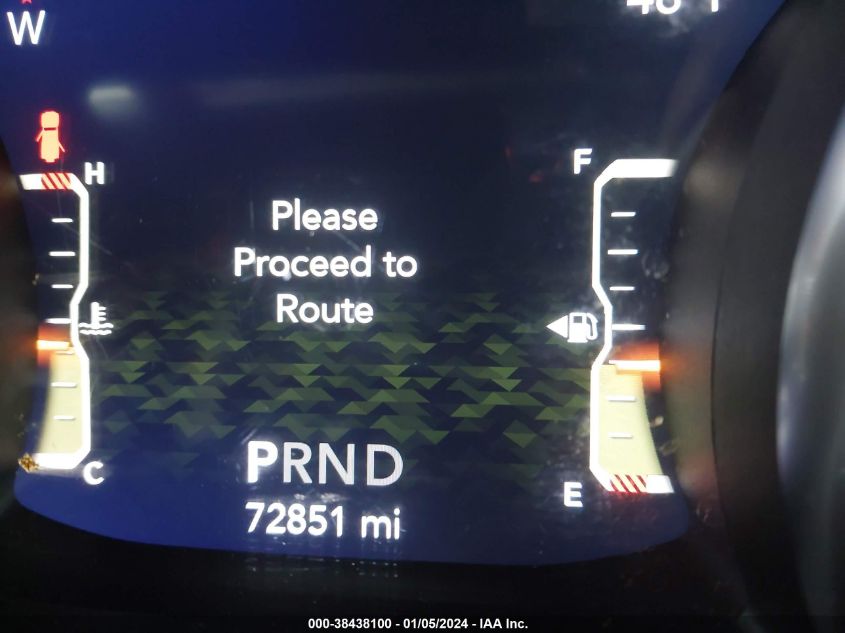 W
H
F
Please
Proceed to
Route
C
E
PRND
72851 mi
000-38438100 - 01/05/2024 - IAA Inc.